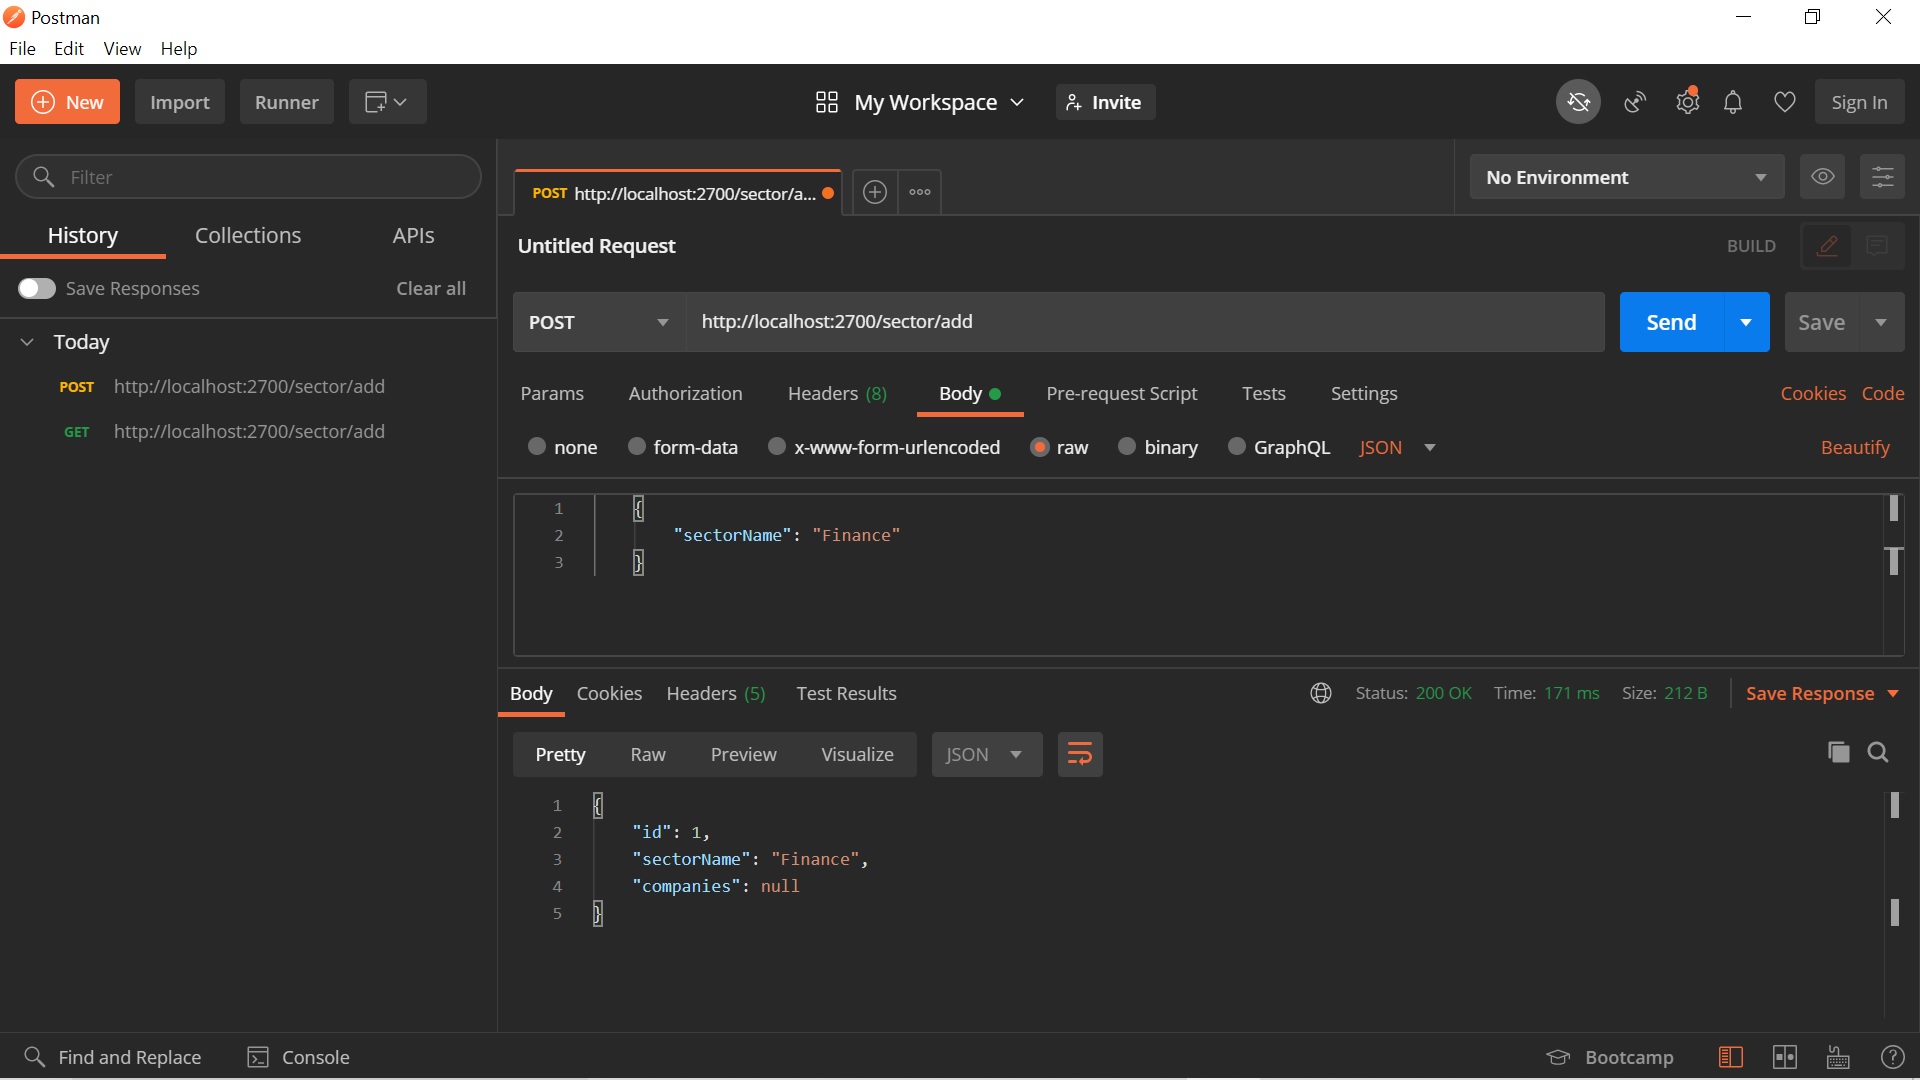 Postman
File Edit View Help
New Import Runner My Workspace Invite Sign In
Filter
POST http://localhost:2700/sector/a... No Environment
History Collections APIs
Untitled Request BUILD
Save Responses Clear all
POST http://localhost:2700/sector/add Send Save
Today
POST http://localhost:2700/sector/add
GET http://localhost:2700/sector/add
Params Authorization Headers (8) Body Pre-request Script Tests Settings Cookies Code
none form-data x-www-form-urlencoded raw binary GraphQL JSON Beautify
1 {
2 "sectorName": "Finance"
3 }
Body Cookies Headers (5) Test Results Status: 200 OK Time: 171 ms Size: 212 B Save Response
Pretty Raw Preview Visualize JSON
1 {
2 "id": 1,
3 "sectorName": "Finance",
4 "companies": null
5 }
Find and Replace Console Bootcamp